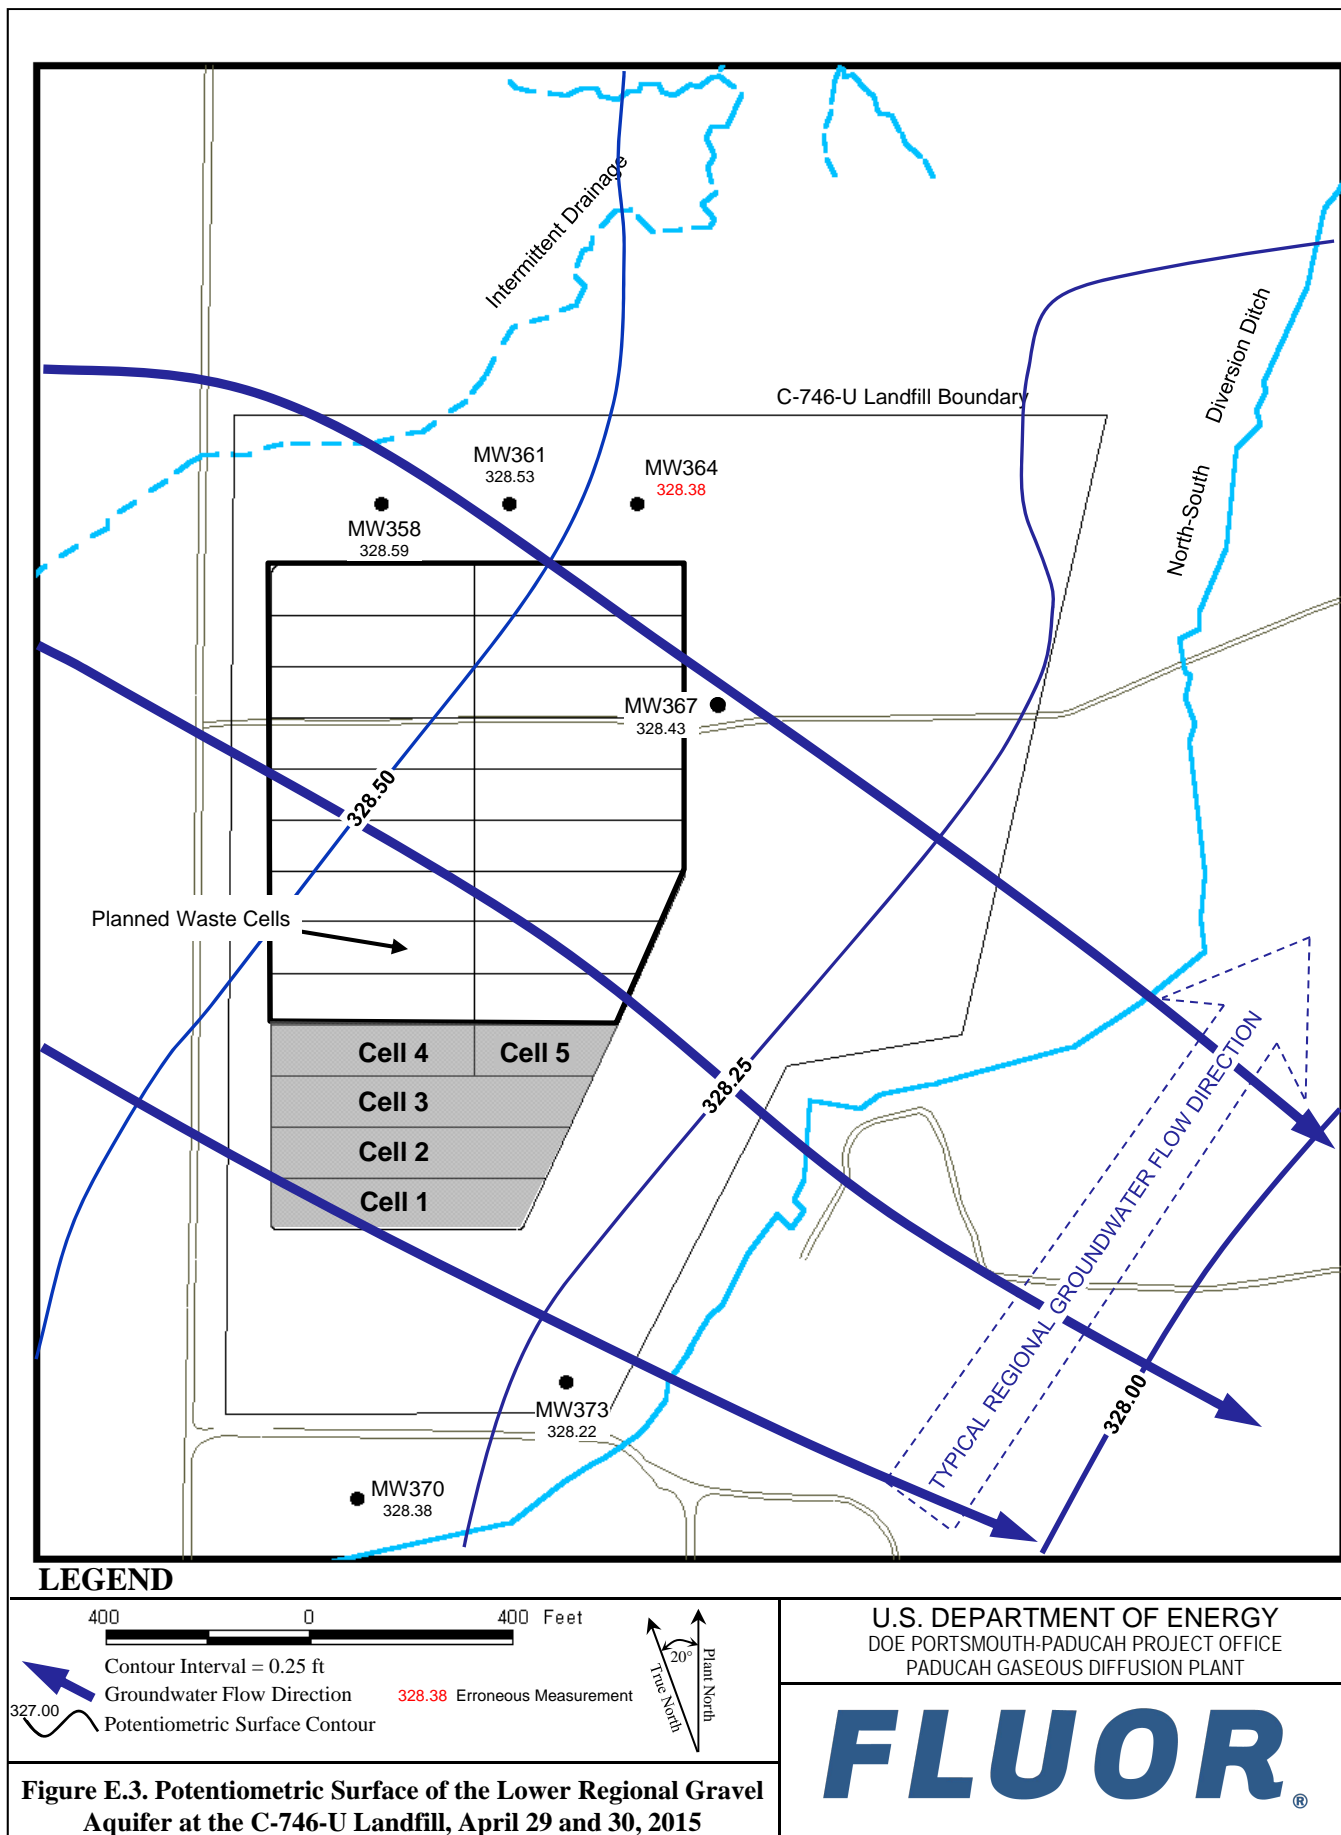 Intermittent Drainage
Diversion Ditch
North-South
C-746-U Landfill Boundary
MW361
328.53
MW364
328.38
MW358
328.59
MW367
328.43
328.50
Planned Waste Cells
Cell 4
Cell 5
Cell 3
Cell 2
Cell 1
328.25
TYPICAL REGIONAL GROUNDWATER FLOW DIRECTION
328.00
MW373
328.22
MW370
328.38
LEGEND
400 0 400 Feet
Contour Interval = 0.25 ft
Groundwater Flow Direction
328.38 Erroneous Measurement
327.00
Potentiometric Surface Contour
20°
True North
Plant North
U.S. DEPARTMENT OF ENERGY
DOE PORTSMOUTH-PADUCAH PROJECT OFFICE
PADUCAH GASEOUS DIFFUSION PLANT
FLUOR®
Figure E.3. Potentiometric Surface of the Lower Regional Gravel
Aquifer at the C-746-U Landfill, April 29 and 30, 2015